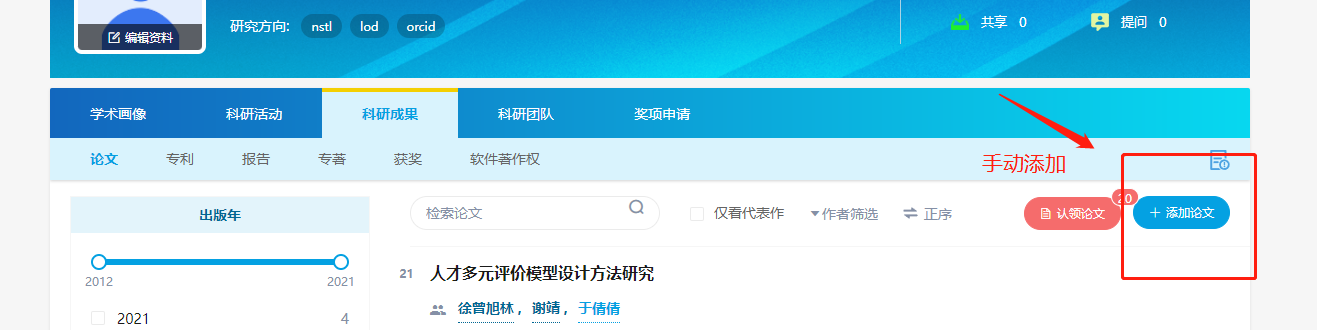 研究方向: nstl lod orcid
共享 0
提问 0
编辑资料
学术画像 科研活动 科研成果 科研团队 奖项申请
论文 专利 报告 专著 获奖 软件著作权
手动添加
出版年
检索论文 仅看代表作 作者筛选 正序 认领论文 20 添加论文
2012 2021
2021 4
21 人才多元评价模型设计方法研究
徐曾旭林 , 谢靖 , 于倩倩